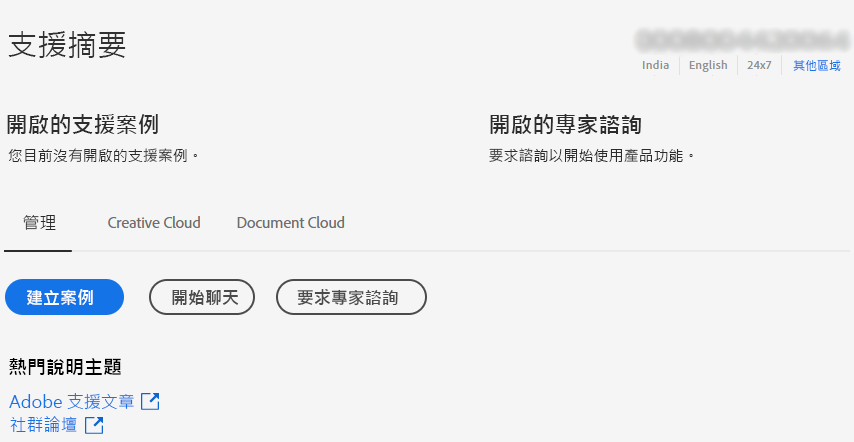 支援摘要
India English 24x7 其他區域
開啟的支援案例
您目前沒有開啟的支援案例。
開啟的專家諮詢
要求諮詢以開始使用產品功能。
管理 Creative Cloud Document Cloud
建立案例 開始聊天 要求專家諮詢
熱門說明主題
Adobe 支援文章
社群論壇